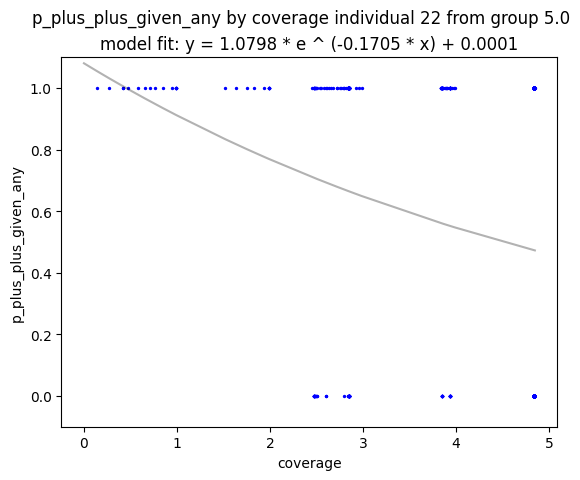 p_plus_plus_given_any by coverage individual 22 from group 5.0
model fit: y = 1.0798 * e ^ (-0.1705 * x) + 0.0001
1.0
0.8
0.6
0.4
0.2
0.0
p_plus_plus_given_any
0 1 2 3 4 5
coverage